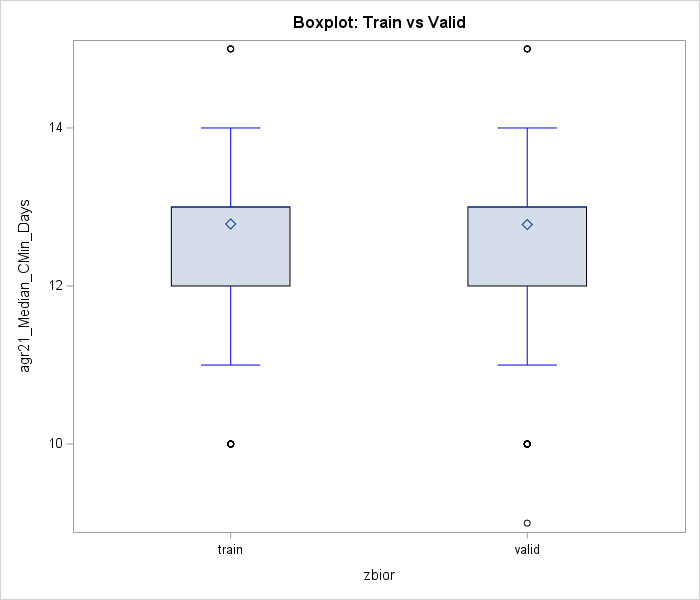 Boxplot: Train vs Valid
agr21_Median_CMin_Days
14
12
10
train valid
zbior